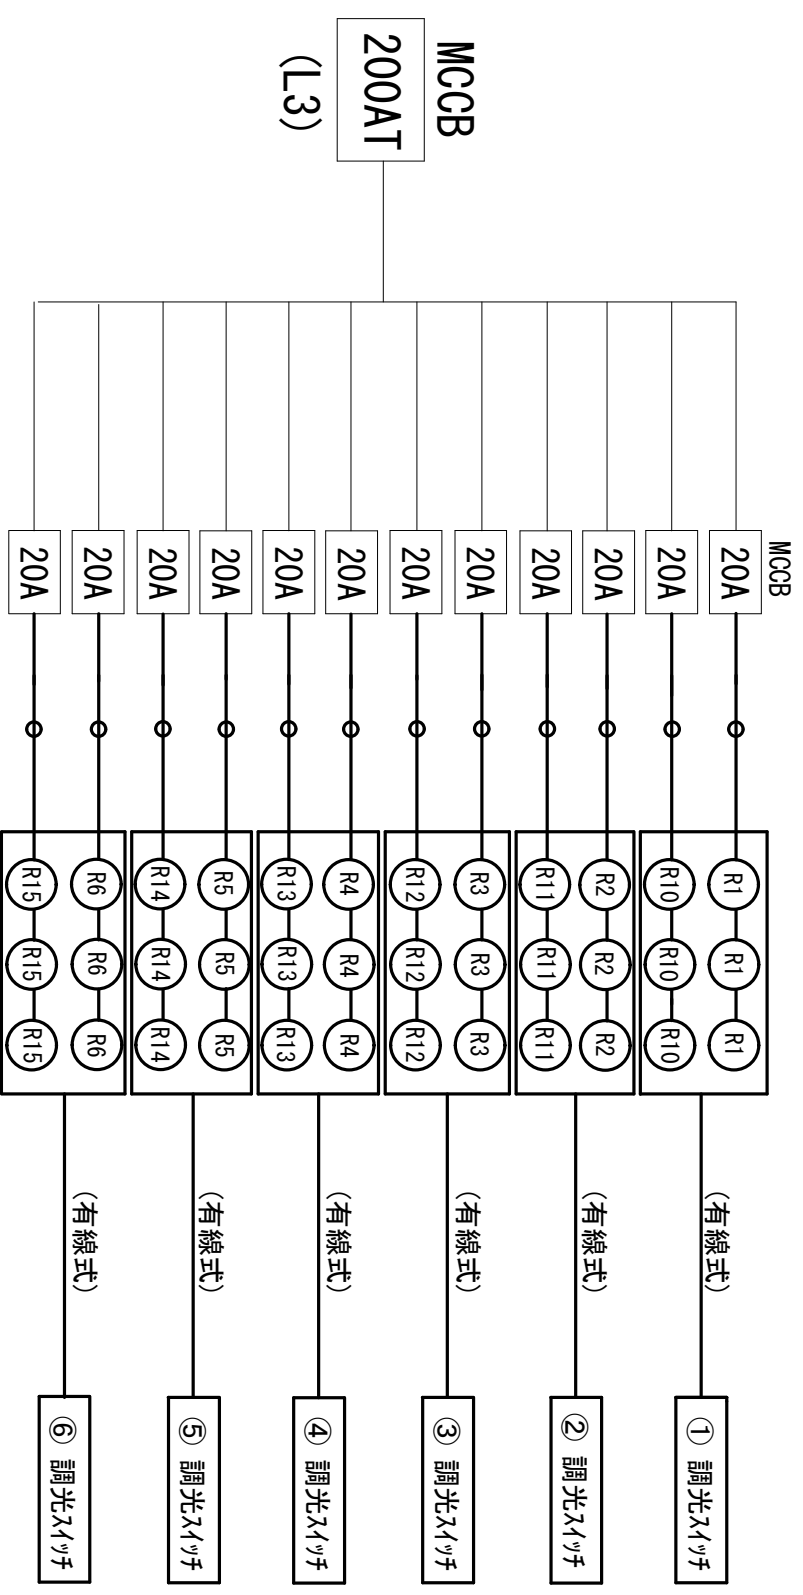 MCCB
200AT
(L3)
MCCB
20A
R1
R1
R1
20A
R10
R10
R10
(有線式)
① 調光スイッチ
20A
R2
R2
R2
20A
R11
R11
R11
(有線式)
② 調光スイッチ
20A
R3
R3
R3
20A
R12
R12
R12
(有線式)
③ 調光スイッチ
20A
R4
R4
R4
20A
R13
R13
R13
(有線式)
④ 調光スイッチ
20A
R5
R5
R5
20A
R14
R14
R14
(有線式)
⑤ 調光スイッチ
20A
R6
R6
R6
20A
R15
R15
R15
(有線式)
⑥ 調光スイッチ